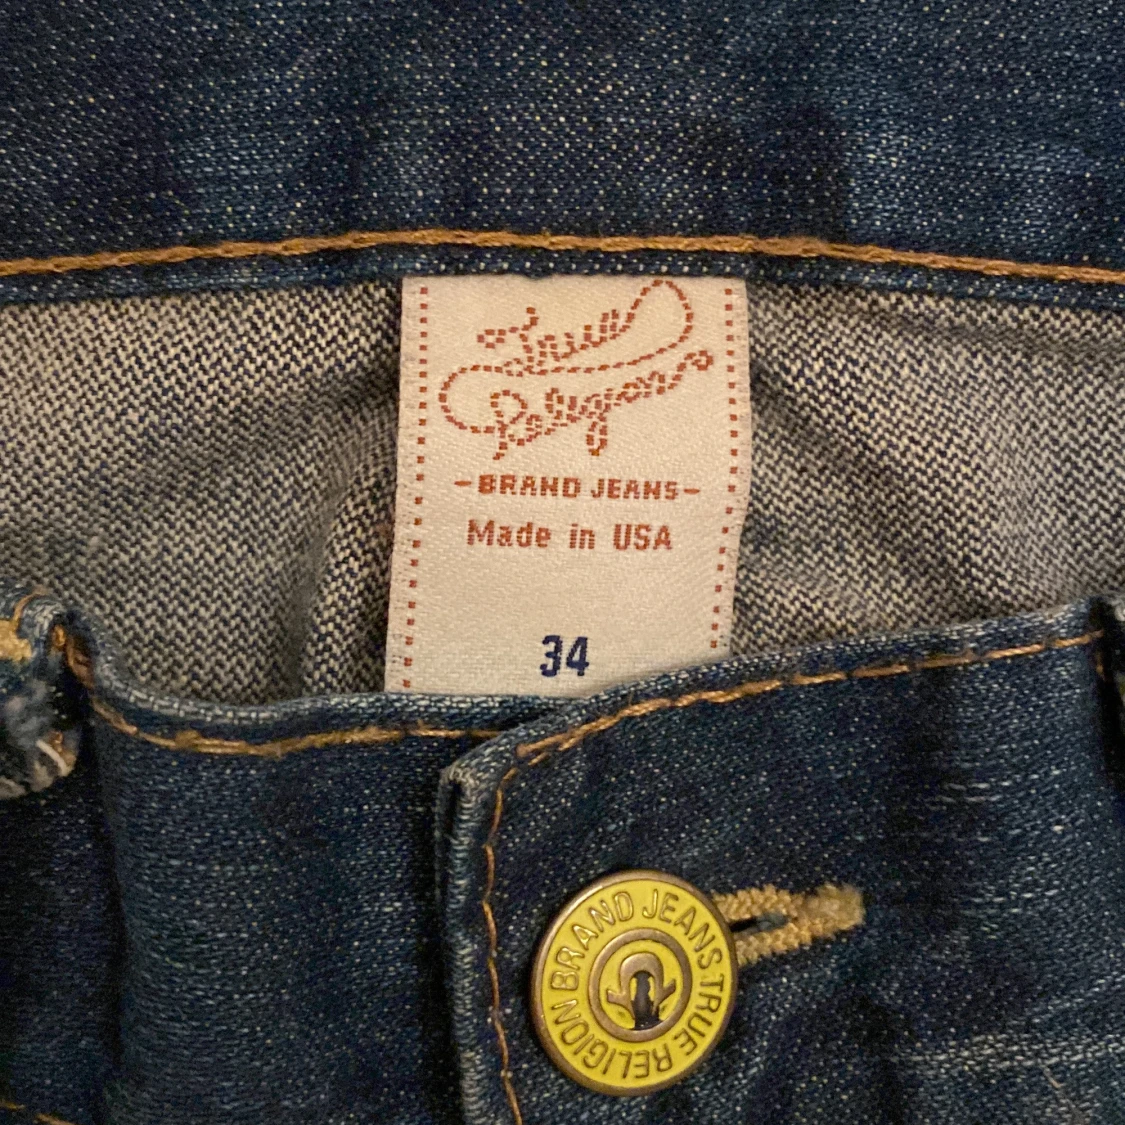 True
Religion
-BRAND JEANS-
Made in USA
34
BRAND JEANS TRUE RELIGION